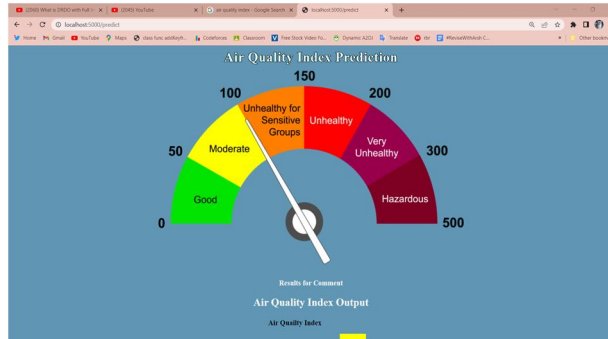 (2045) What is DRDO with Full
(2045) YouTube
air quality index - Google Search
localhost:5000/predict
localhost:5000/predict
Home
Gmail
YouTube
Maps
Codeforces
Classroom
Free Stock Video Fo...
Dynamic A2OJ
Translate
nbr
#ReviseWithArsh C...
Other bookm
Air Quality Index Prediction
150
100
200
Unhealthy for
Sensitive
Groups
Unhealthy
50
Moderate
Very
Unhealthy
300
Good
Hazardous
0
500
Results for Comment
Air Quality Index Output
Air Quality Index